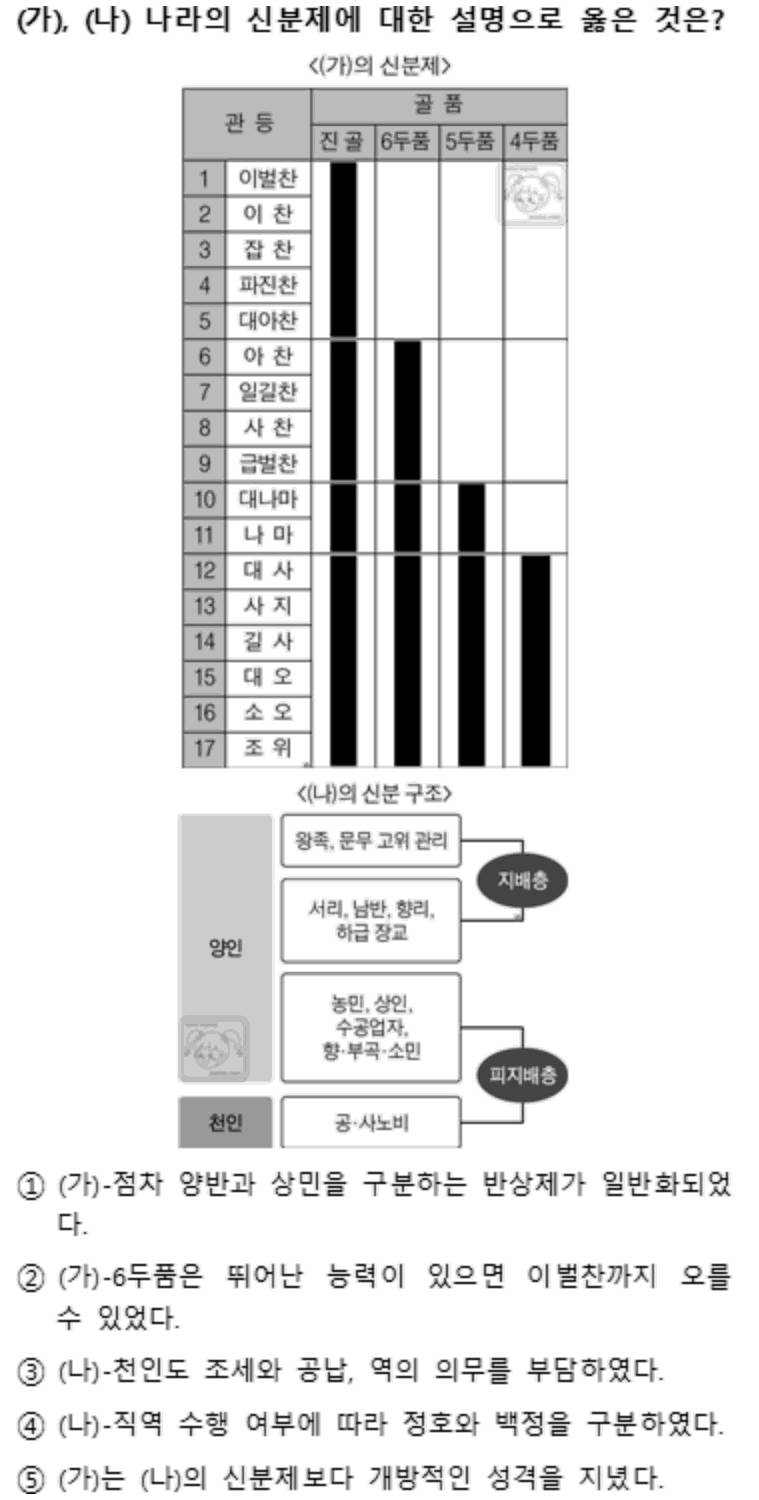 (가), (나) 나라의 신분제에 대한 설명으로 옳은 것은?
<(가)의 신분제>
관 등 골 품
진 골 6두품 5두품 4두품
1 이벌찬
2 이 찬
3 잡 찬
4 파진찬
5 대아찬
6 아 찬
7 일길찬
8 사 찬
9 급벌찬
10 대나마
11 나 마
12 대 사
13 사 지
14 길 사
15 대 오
16 소 오
17 조 위
<(나)의 신분 구조>
양인
왕족, 문무 고위 관리
지배층
서리, 남반, 향리,
하급 장교
농민, 상인,
수공업자,
향·부곡·소민
피지배층
천인
공·사노비
① (가)-점차 양반과 상민을 구분하는 반상제가 일반화되었
다.
② (가)-6두품은 뛰어난 능력이 있으면 이벌찬까지 오를
수 있었다.
③ (나)-천인도 조세와 공납, 역의 의무를 부담하였다.
④ (나)-직역 수행 여부에 따라 정호와 백정을 구분하였다.
⑤ (가)는 (나)의 신분제보다 개방적인 성격을 지녔다.